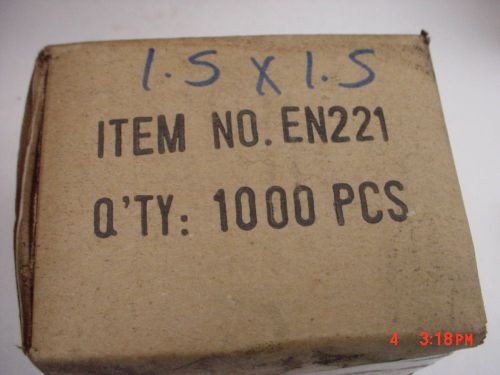 1.5 x 1.5
ITEM NO. EN221
Q'TY: 1000 PCS
4 3:18PM